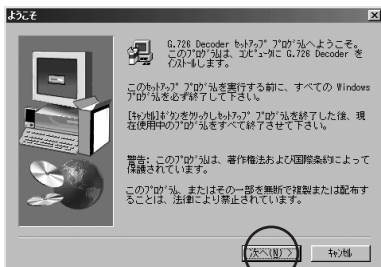 ようこそ
G.726 Decoder ｾｯﾄｱｯﾌﾟ ﾌﾟﾛｸﾞﾗﾑへようこそ。
このﾌﾟﾛｸﾞﾗﾑは、ｺﾝﾋﾟｭｰﾀに G.726 Decoder を
ｲﾝｽﾄｰﾙします。
このｾｯﾄｱｯﾌﾟ ﾌﾟﾛｸﾞﾗﾑを実行する前に、すべての Windows
ﾌﾟﾛｸﾞﾗﾑを必ず終了して下さい。
[ｷｬﾝｾﾙ]ﾎﾞﾀﾝをｸﾘｯｸしｾｯﾄｱｯﾌﾟ ﾌﾟﾛｸﾞﾗﾑを終了した後、現
在使用中のﾌﾟﾛｸﾞﾗﾑをすべて終了させて下さい。
警告: このﾌﾟﾛｸﾞﾗﾑは、著作権法および国際条約によって
保護されています。
このﾌﾟﾛｸﾞﾗﾑ、またはその一部を無断で複製または配布す
ることは、法律により禁止されています。
次へ(N) >
ｷｬﾝｾﾙ